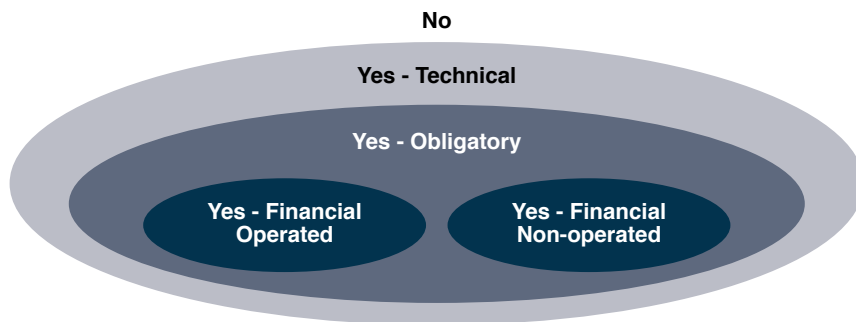 No
Yes - Technical
Yes - Obligatory
Yes - Financial
Operated
Yes - Financial
Non-operated